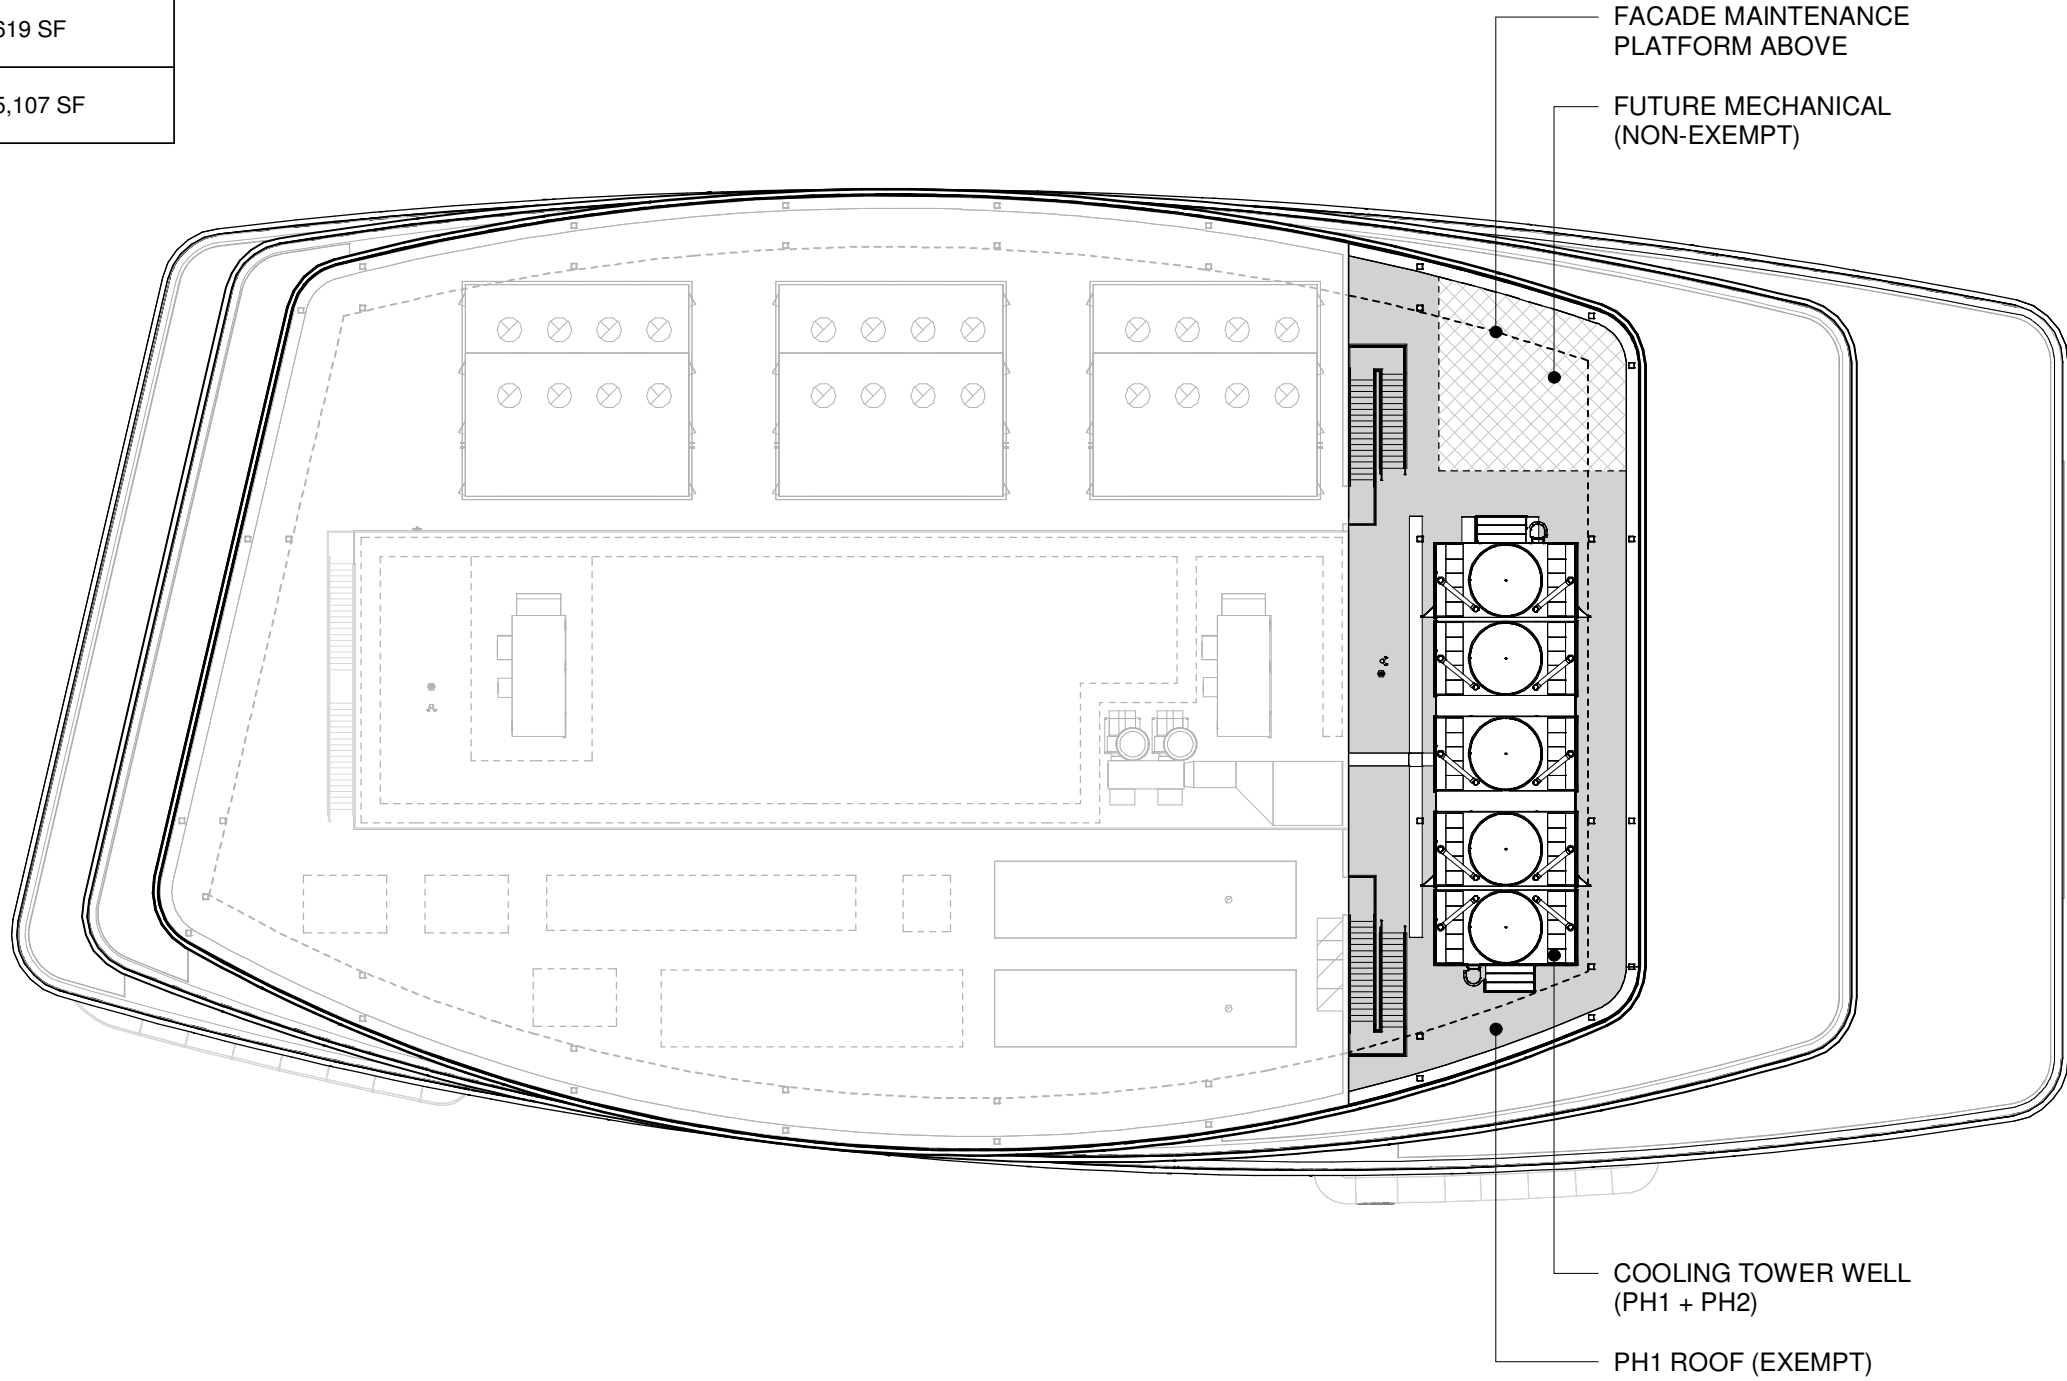 619 SF
5,107 SF
FACADE MAINTENANCE
PLATFORM ABOVE
FUTURE MECHANICAL
(NON-EXEMPT)
COOLING TOWER WELL
(PH1 + PH2)
PH1 ROOF (EXEMPT)